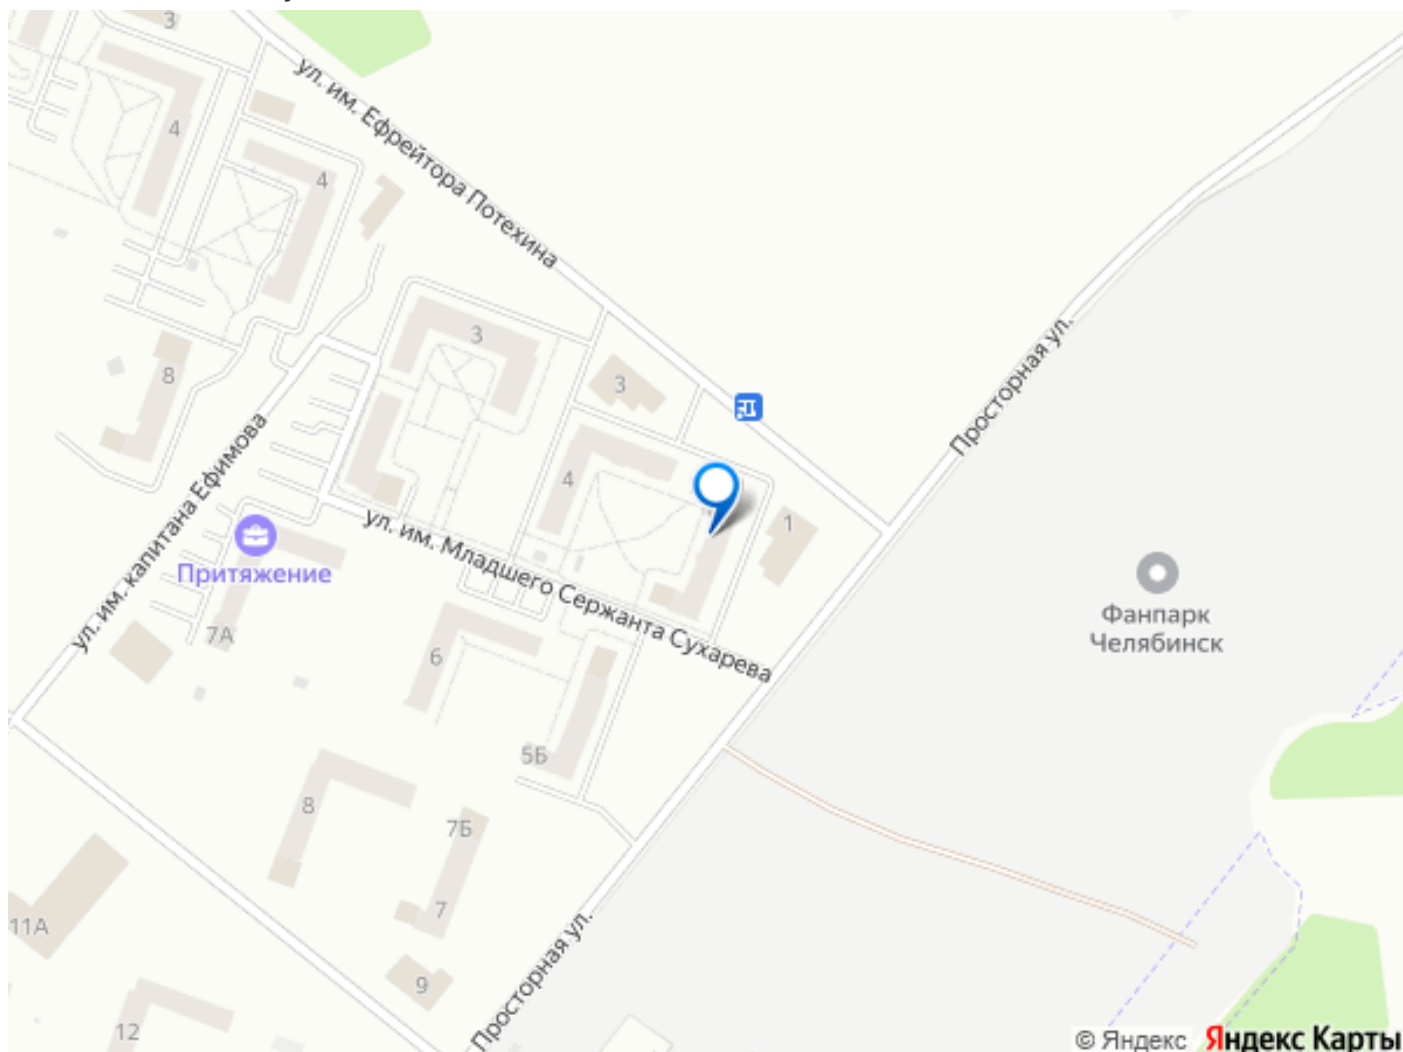 3
ул. им. Ефрейтора Потехина
4
4
3
8
3
Просторная ул.
ул. им. капитана Ефимова
4
ул. им. Младшего Сержанта Сухарева
1
Притяжение
Фанпарк
Челябинск
7А
6
5Б
8
7Б
7
11А
9
Просторная ул.
12
© Яндекс Яндекс Карты